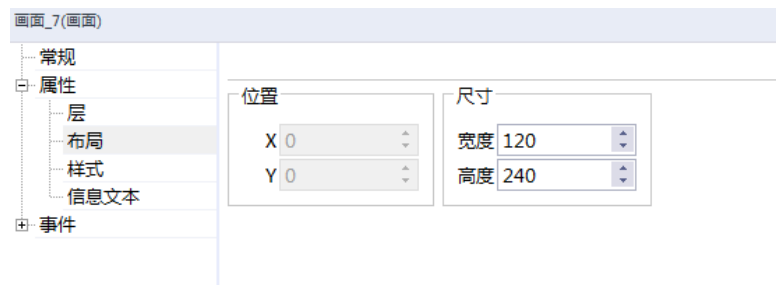 画面_7(画面)
常规
属性
层
布局
样式
信息文本
事件
位置
X 0
Y 0
尺寸
宽度 120
高度 240